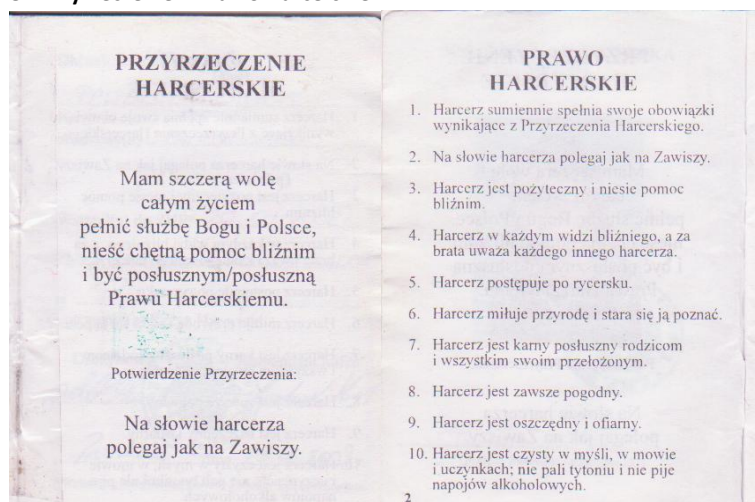 PRZYRZECZENIE
HARCERSKIE
Mam szczerą wolę
całym życiem
pełnić służbę Bogu i Polsce,
nieść chętną pomoc bliźnim
i być posłusznym/posłuszną
Prawu Harcerskiemu.
Potwierdzenie Przyrzeczenia:
Na słowie harcerza
polegaj jak na Zawiszy.
PRAWO
HARCERSKIE
1. Harcerz sumiennie spełnia swoje obowiązki
wynikające z Przyrzeczenia Harcerskiego.
2. Na słowie harcerza polegaj jak na Zawiszy.
3. Harcerz jest pożyteczny i niesie pomoc
bliźnim.
4. Harcerz w każdym widzi bliźniego, a za
brata uważa każdego innego harcerza.
5. Harcerz postępuje po rycersku.
6. Harcerz miłuje przyrodę i stara się ją poznać.
7. Harcerz jest karny posłuszny rodzicom
i wszystkim swoim przełożonym.
8. Harcerz jest zawsze pogodny.
9. Harcerz jest oszczędny i ofiarny.
10. Harcerz jest czysty w myśli, w mowie
i uczynkach; nie pali tytoniu i nie pije
napojów alkoholowych.
2